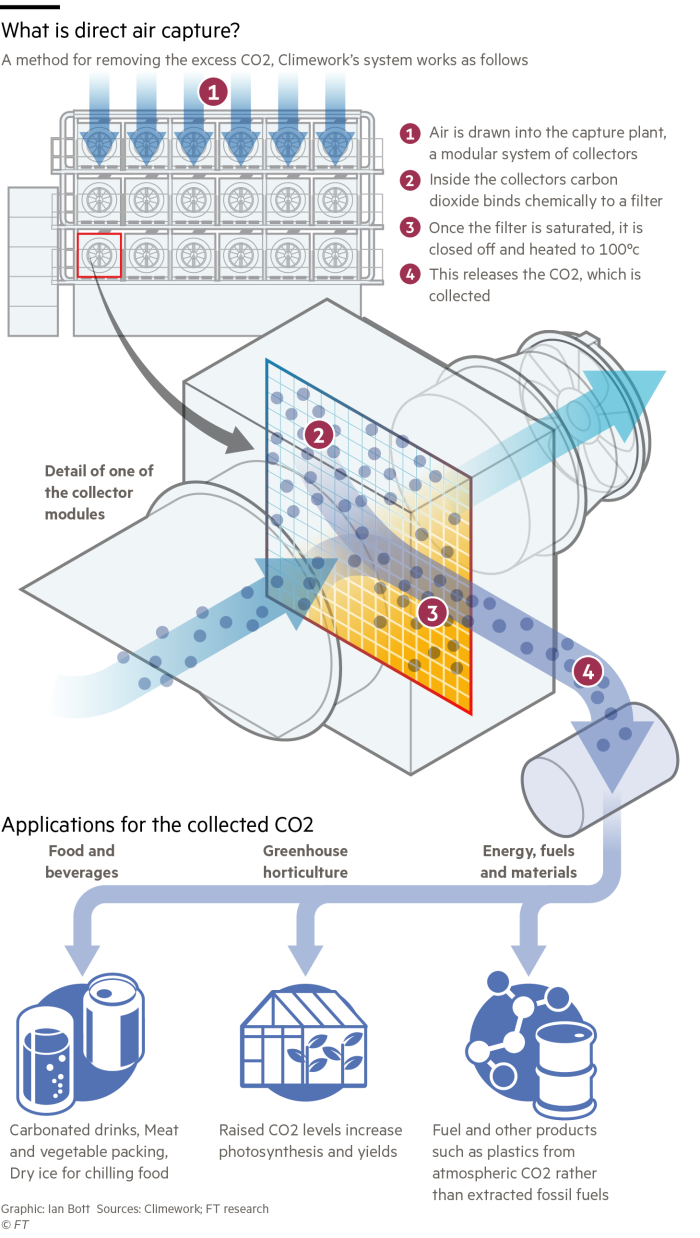 What is direct air capture?
A method for removing the excess CO2, Climework's system works as follows
1
1 Air is drawn into the capture plant,
a modular system of collectors
2 Inside the collectors carbon
dioxide binds chemically to a filter
3 Once the filter is saturated, it is
closed off and heated to 100ºc
4 This releases the CO2, which is
collected
2
Detail of one of
the collector
modules
3
4
Applications for the collected CO2
Food and
beverages
Greenhouse
horticulture
Energy, fuels
and materials
Carbonated drinks, Meat
and vegetable packing,
Dry ice for chilling food
Raised CO2 levels increase
photosynthesis and yields
Fuel and other products
such as plastics from
atmospheric CO2 rather
than extracted fossil fuels
Graphic: Ian Bott  Sources: Climework; FT research
© FT